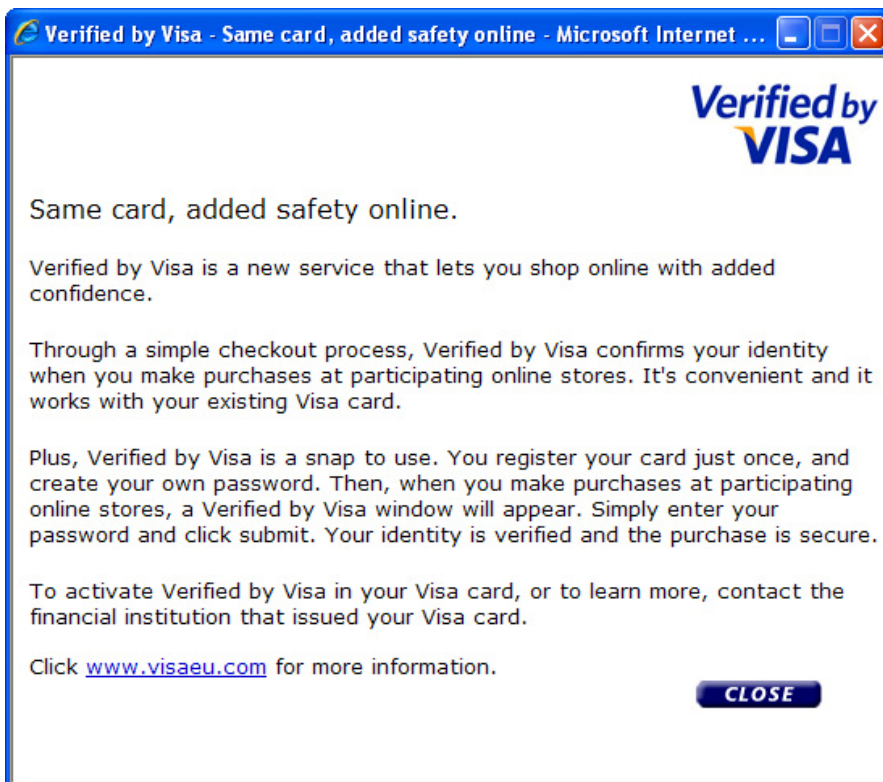 Verified by Visa - Same card, added safety online - Microsoft Internet ...
Verified by
VISA
Same card, added safety online.
Verified by Visa is a new service that lets you shop online with added
confidence.
Through a simple checkout process, Verified by Visa confirms your identity
when you make purchases at participating online stores. It's convenient and it
works with your existing Visa card.
Plus, Verified by Visa is a snap to use. You register your card just once, and
create your own password. Then, when you make purchases at participating
online stores, a Verified by Visa window will appear. Simply enter your
password and click submit. Your identity is verified and the purchase is secure.
To activate Verified by Visa in your Visa card, or to learn more, contact the
financial institution that issued your Visa card.
Click www.visaeu.com for more information.
CLOSE